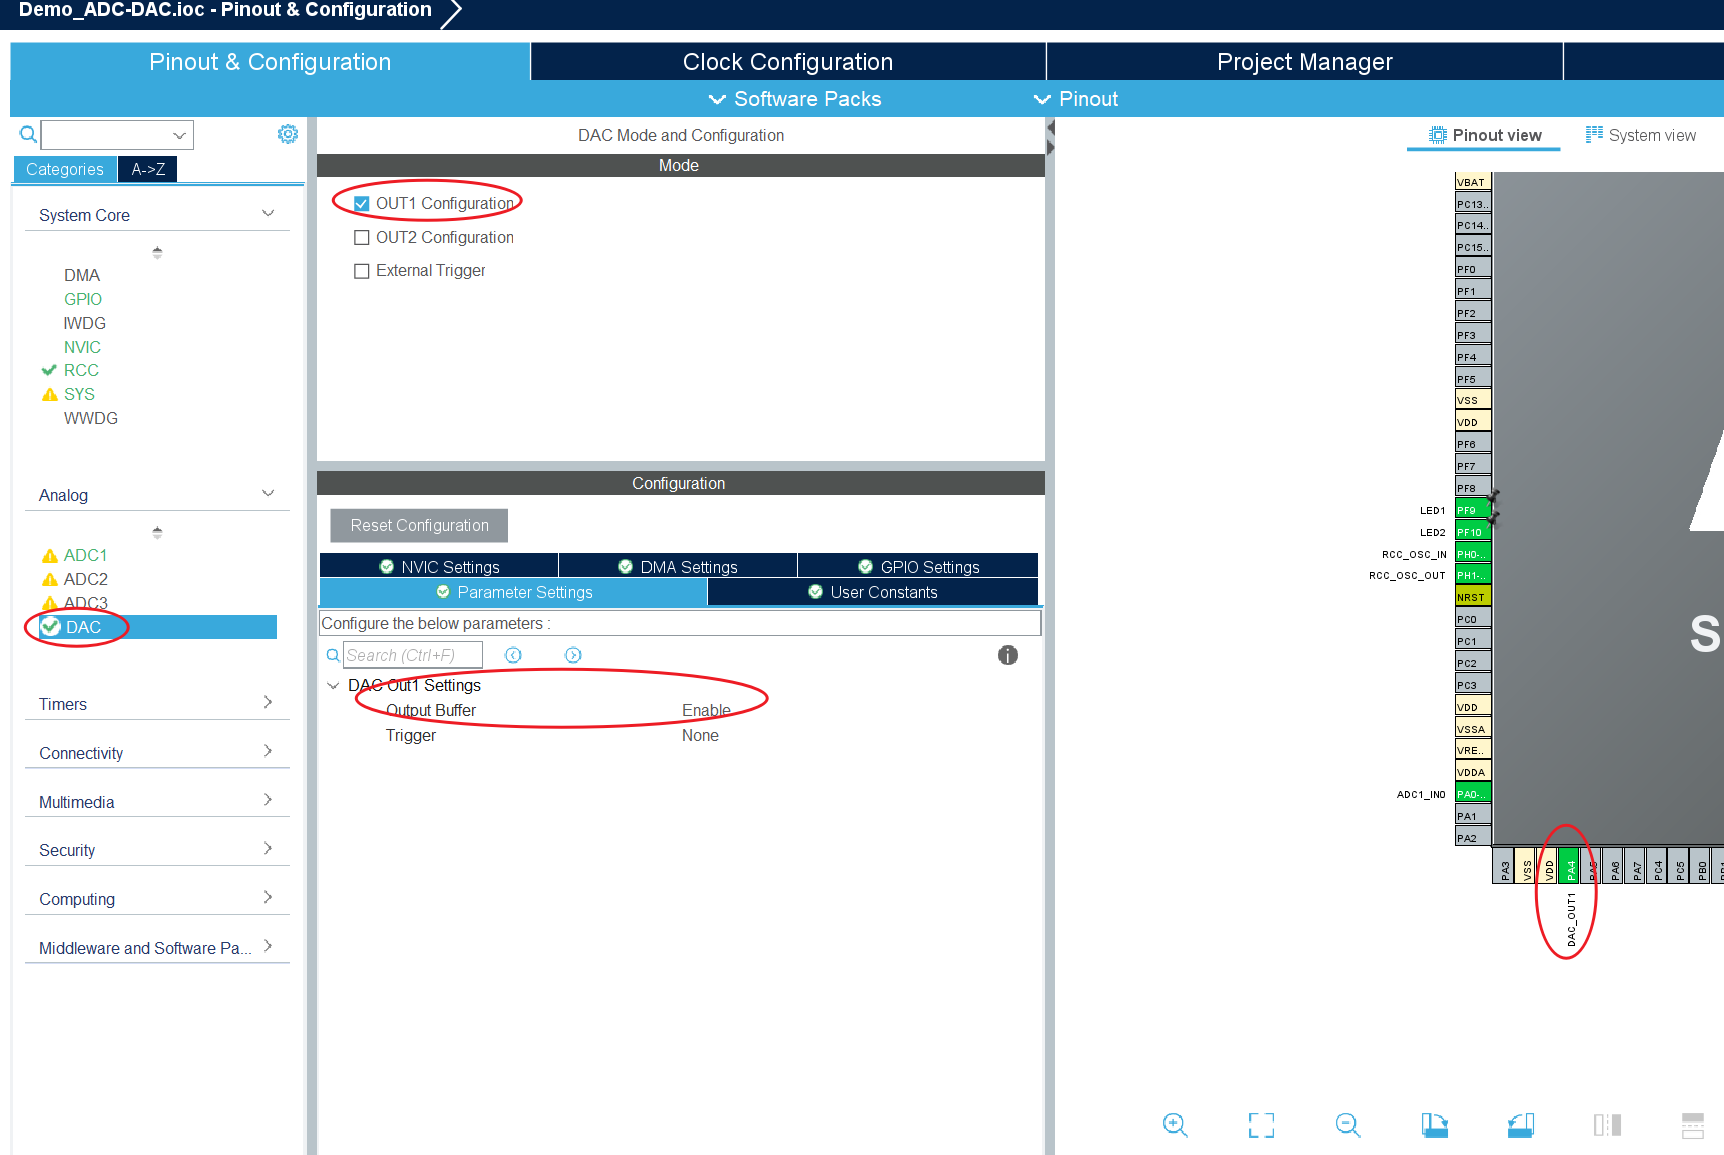 Demo_ADC-DAC.ioc - Pinout & Configuration
Pinout & Configuration
Clock Configuration
Project Manager
Software Packs
Pinout
Categories
A->Z
System Core
DMA
GPIO
IWDG
NVIC
RCC
SYS
WWDG
Analog
ADC1
ADC2
ADC3
DAC
Timers
Connectivity
Multimedia
Security
Computing
Middleware and Software Pa...
DAC Mode and Configuration
Mode
OUT1 Configuration
OUT2 Configuration
External Trigger
Configuration
Reset Configuration
NVIC Settings
DMA Settings
GPIO Settings
Parameter Settings
User Constants
Configure the below parameters :
Search (Ctrl+F)
DAC Out1 Settings
Output Buffer Enable
Trigger None
Pinout view
System view
VBAT
PC13..
PC14..
PC15..
PF0
PF1
PF2
PF3
PF4
PF5
VSS
VDD
PF6
PF7
PF8
LED1 PF9
LED2 PF10
RCC_OSC_IN PH0-..
RCC_OSC_OUT PH1-..
NRST
PC0
PC1
PC2
PC3
VDD
VSSA
VRE..
VDDA
ADC1_IN0 PA0-..
PA1
PA2
S
PA3
VSS
VDD
PA4
PA5
PA6
PA7
PC4
PC5
PB0
DAC_OUT1